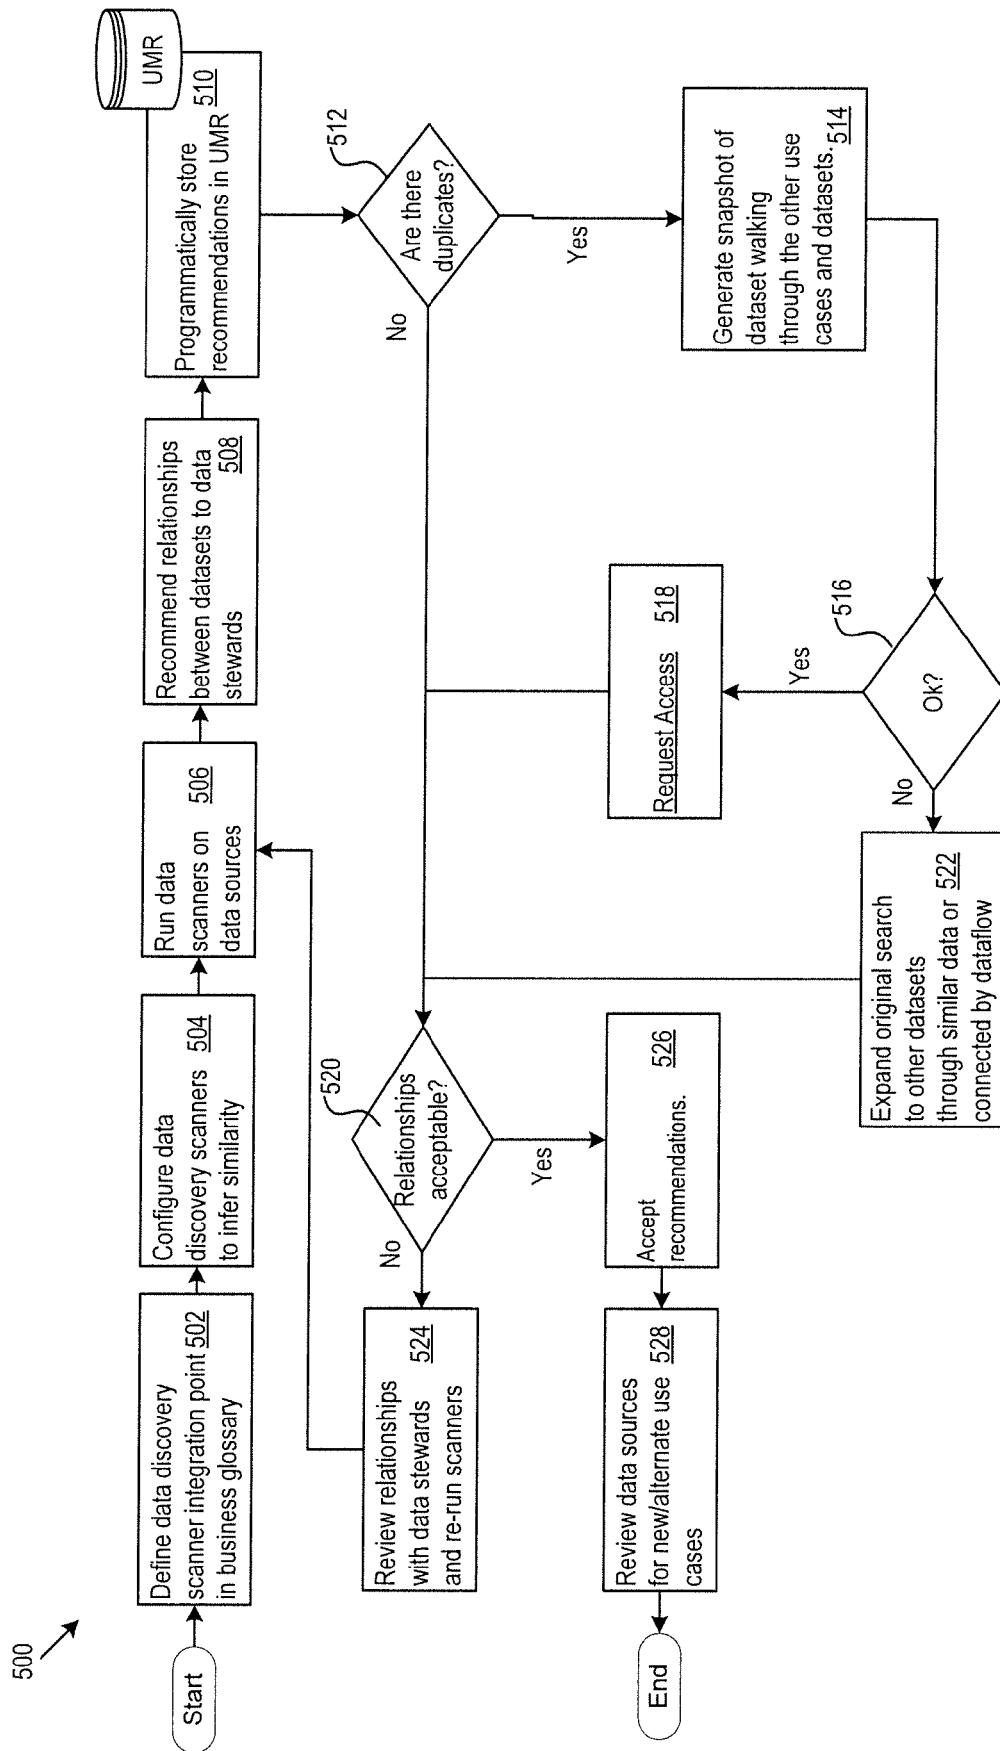 500
Start
Define data discovery
scanner integration point 502
in business glossary
Configure data
discovery scanners 504
to infer similarity
Run data
scanners on 506
data sources
Recommend relationships
between datasets to data
stewards 508
Programmatically store
recommendations in UMR 510
UMR
Are there
duplicates?
512
No
Yes
Generate snapshot of
dataset walking
through the other use
cases and datasets. 514
Ok?
516
Yes
No
Request Access 518
Expand original search
to other datasets
through similar data or 522
connected by dataflow
Relationships
acceptable?
520
No
Yes
Review relationships
with data stewards 524
and re-run scanners
Accept
recommendations.
526
Review data sources
for new/alternate use 528
cases
End